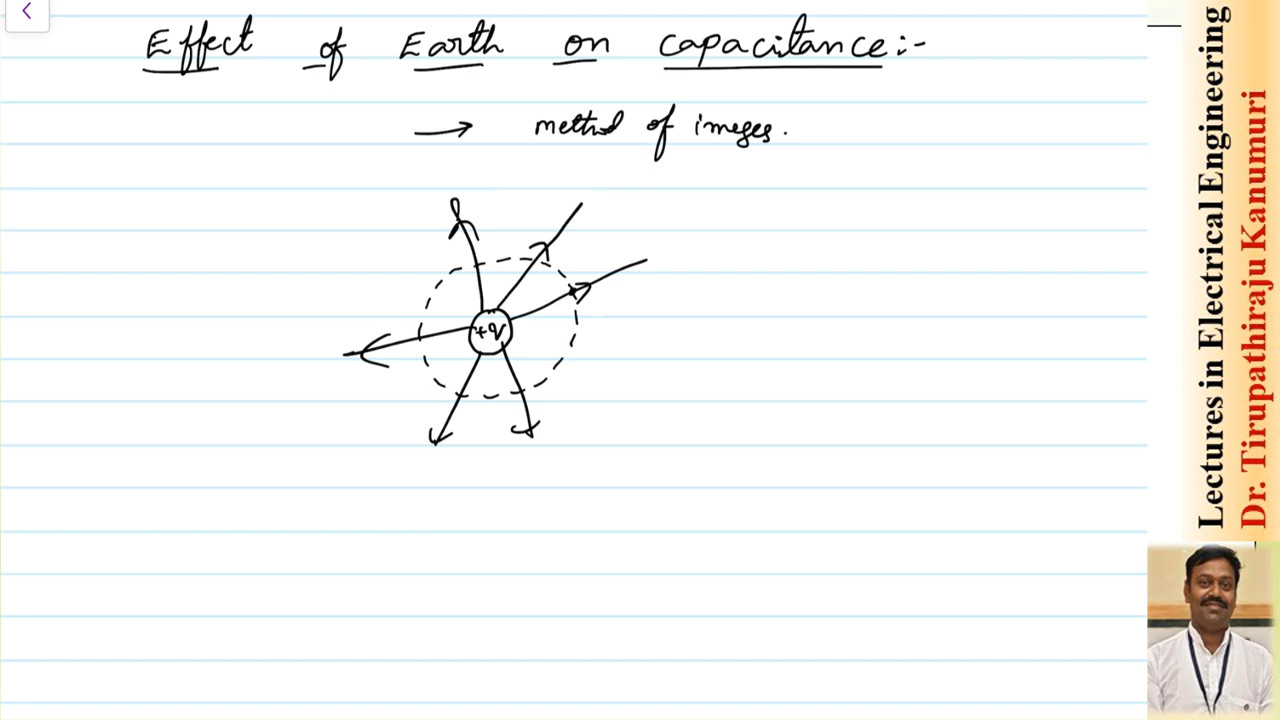 Effect of Earth on capacitance:-
→ method of images.
+q
Lectures in Electrical Engineering
Dr. Tirupathiraju Kanumuri